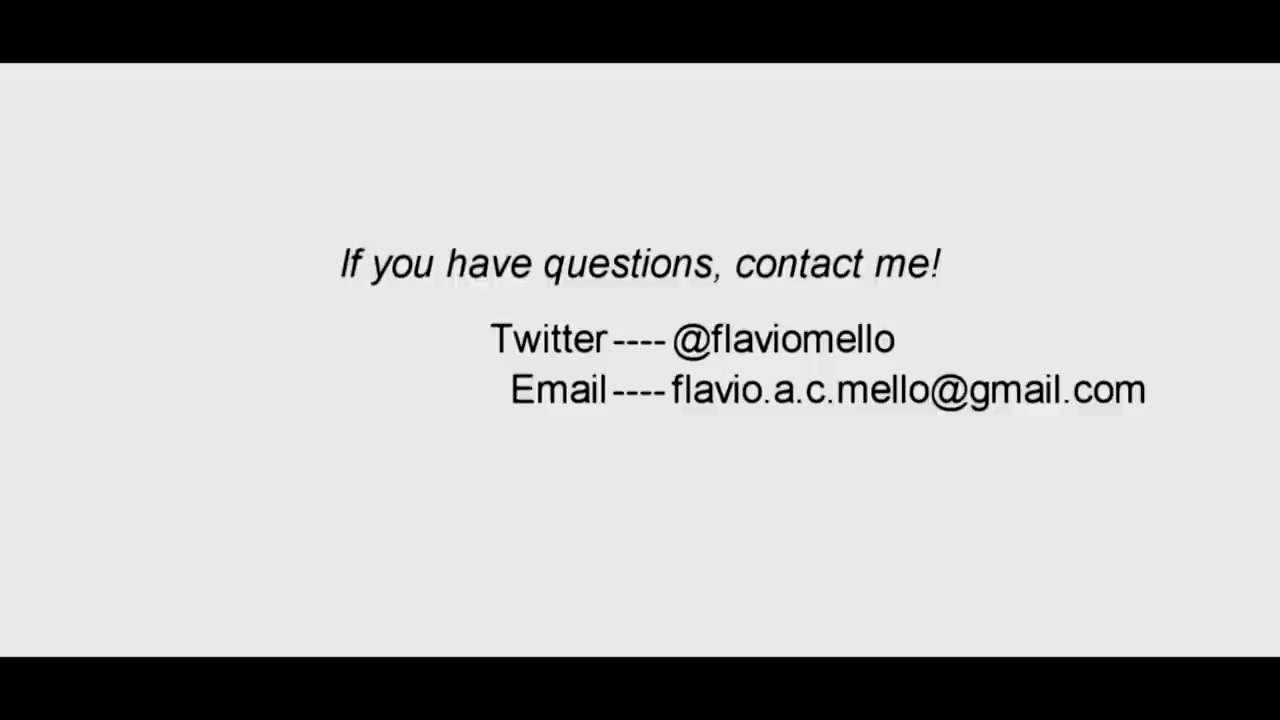 If you have questions, contact me!
Twitter ---- @flaviomello
Email ---- flavio.a.c.mello@gmail.com